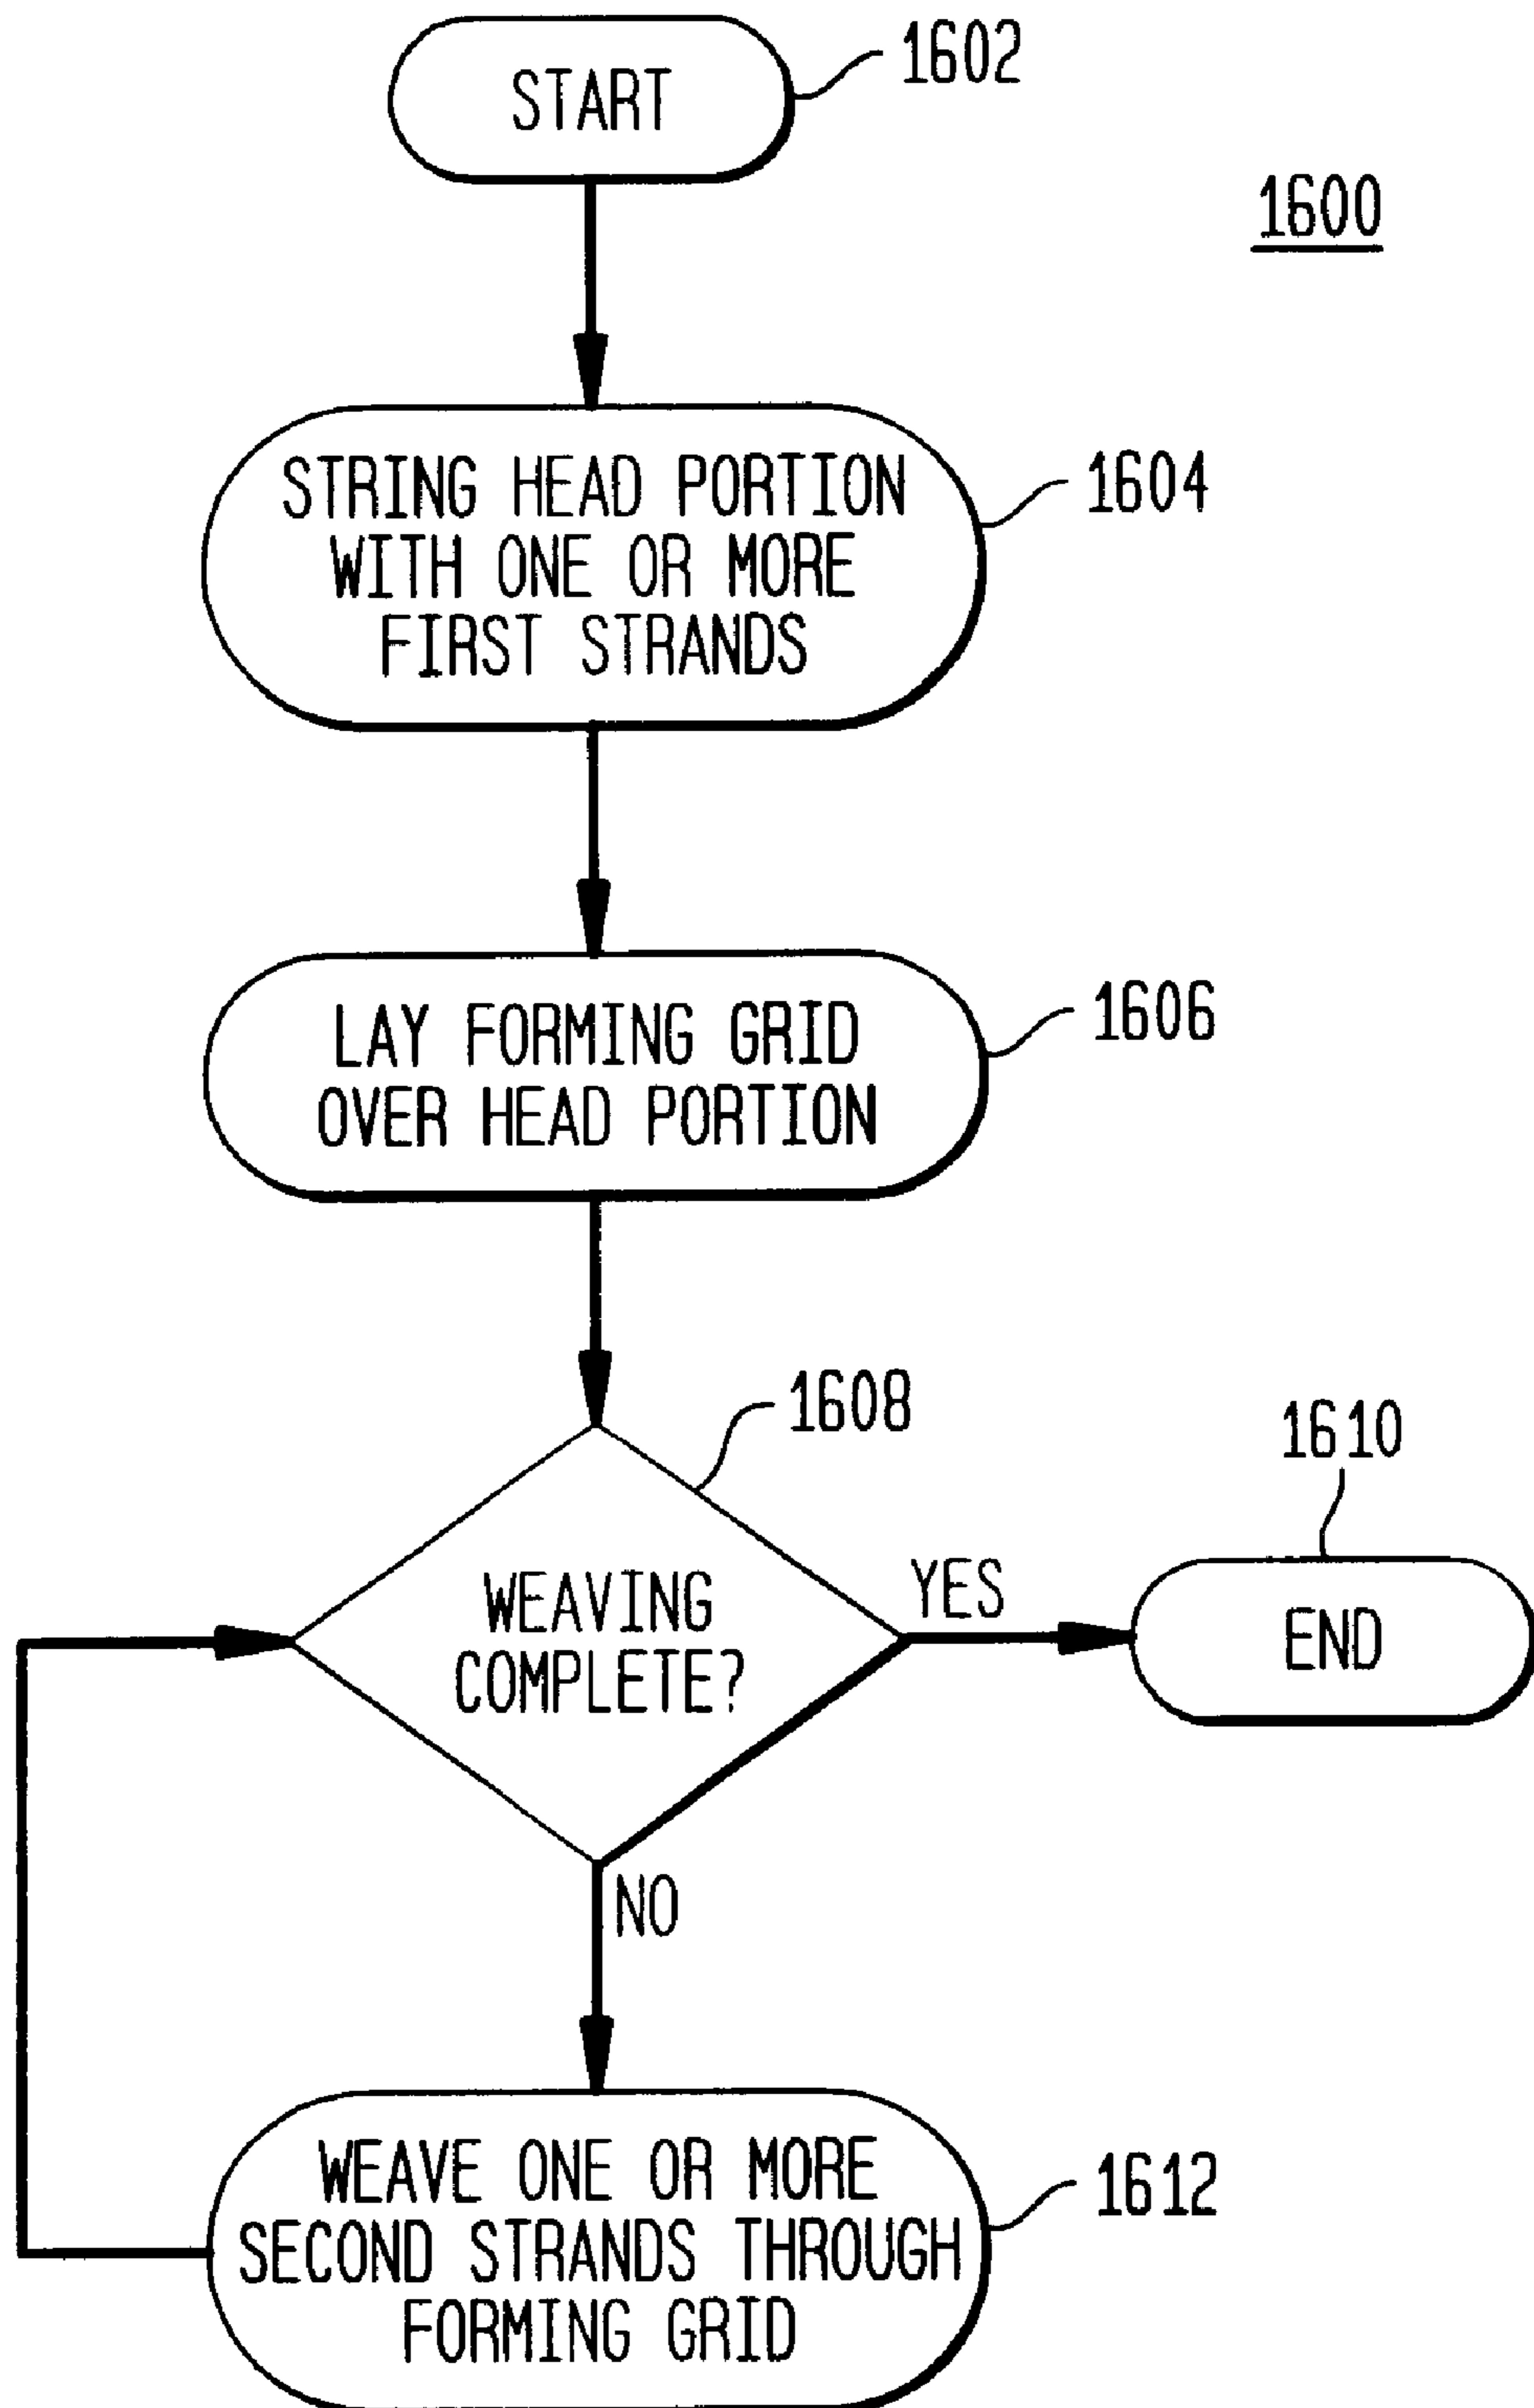 START
1602
1600
STRING HEAD PORTION
WITH ONE OR MORE
FIRST STRANDS
1604
LAY FORMING GRID
OVER HEAD PORTION
1606
1608
WEAVING
COMPLETE?
YES
1610
END
NO
WEAVE ONE OR MORE
SECOND STRANDS THROUGH
FORMING GRID
1612